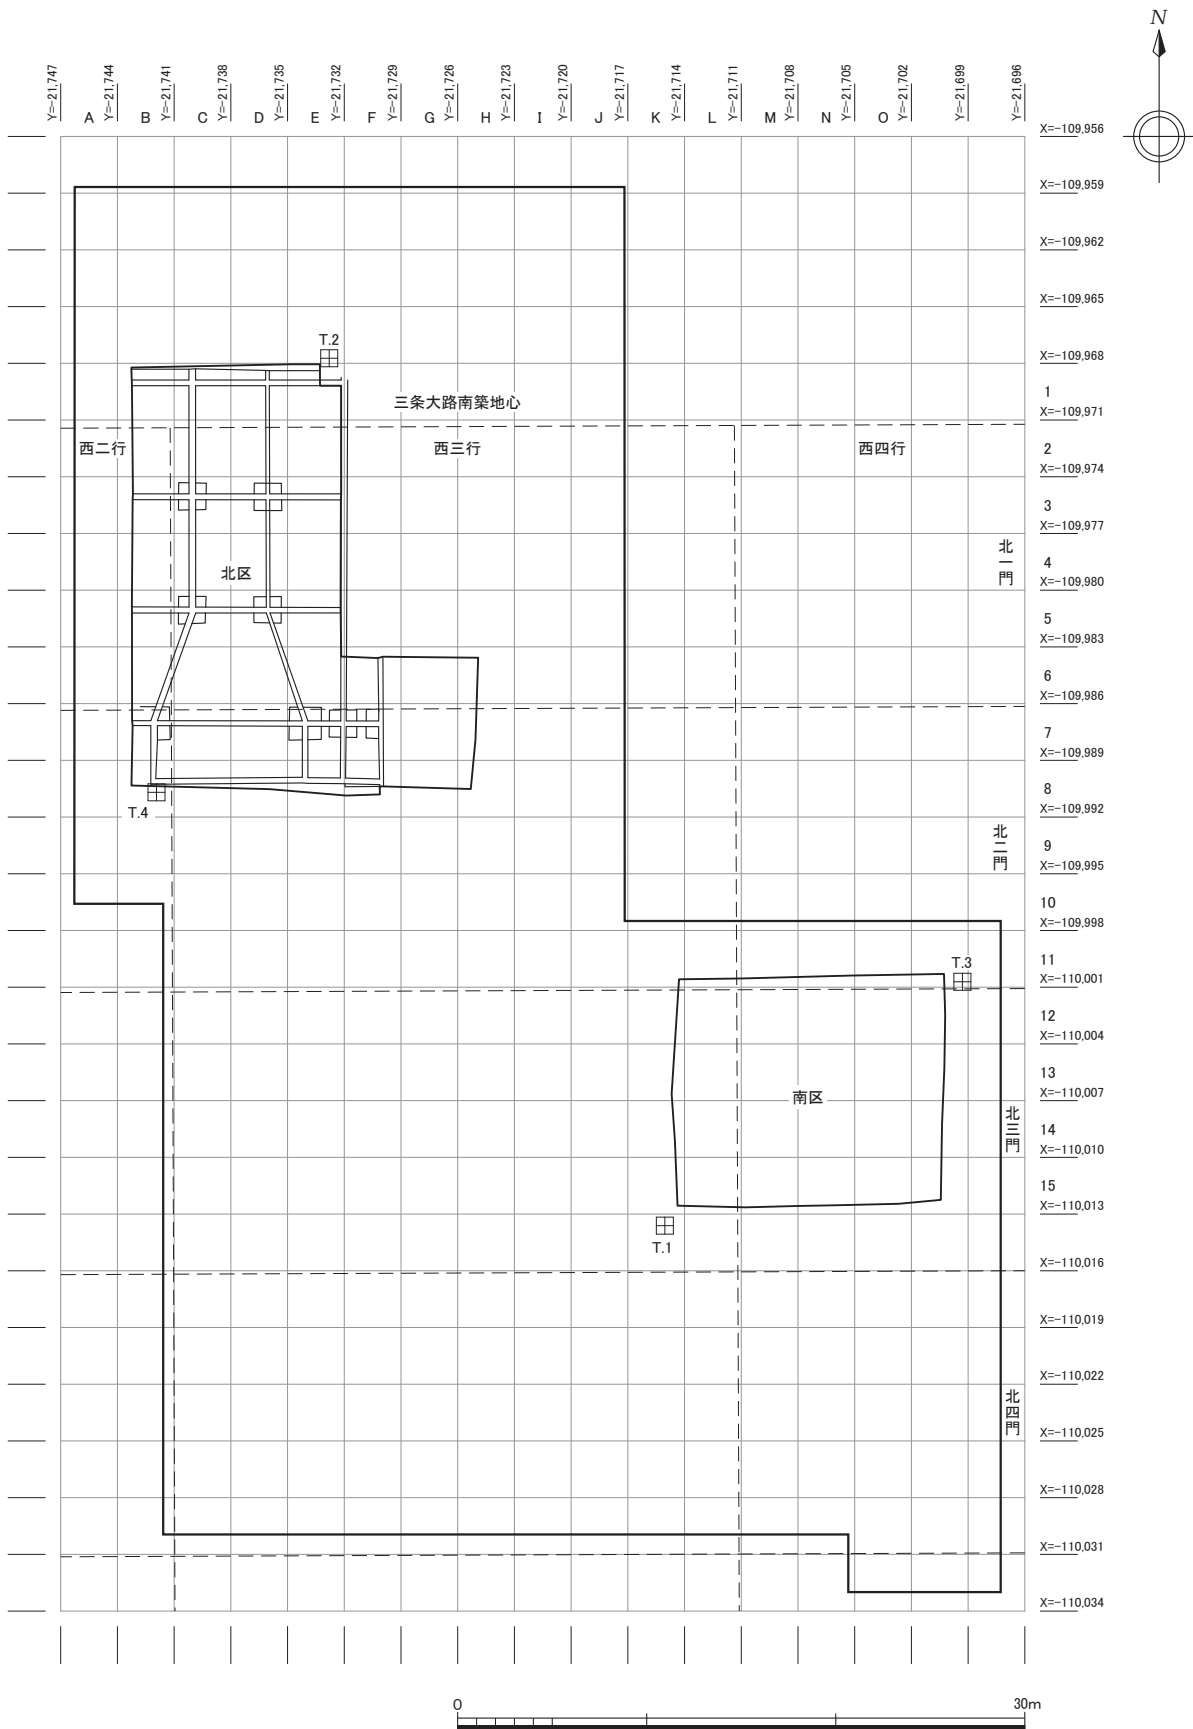 N
Y=-21,747
A
Y=-21,744
B
Y=-21,741
C
Y=-21,738
D
Y=-21,735
E
Y=-21,732
F
Y=-21,729
G
Y=-21,726
H
Y=-21,723
I
Y=-21,720
J
Y=-21,717
K
Y=-21,714
L
Y=-21,711
M
Y=-21,708
N
Y=-21,705
O
Y=-21,702
Y=-21,699
Y=-21,696
X=-109,956
X=-109,959
X=-109,962
X=-109,965
T.2
X=-109,968
1
三条大路南築地心
X=-109,971
西二行
西三行
西四行
2
X=-109,974
3
X=-109,977
北一門
4
北区
X=-109,980
5
X=-109,983
6
X=-109,986
7
X=-109,989
8
T.4
X=-109,992
北二門
9
X=-109,995
10
X=-109,998
11
T.3
X=-110,001
12
X=-110,004
13
南区
X=-110,007
北三門
14
X=-110,010
15
X=-110,013
T.1
X=-110,016
X=-110,019
X=-110,022
北四門
X=-110,025
X=-110,028
X=-110,031
X=-110,034
0
30m